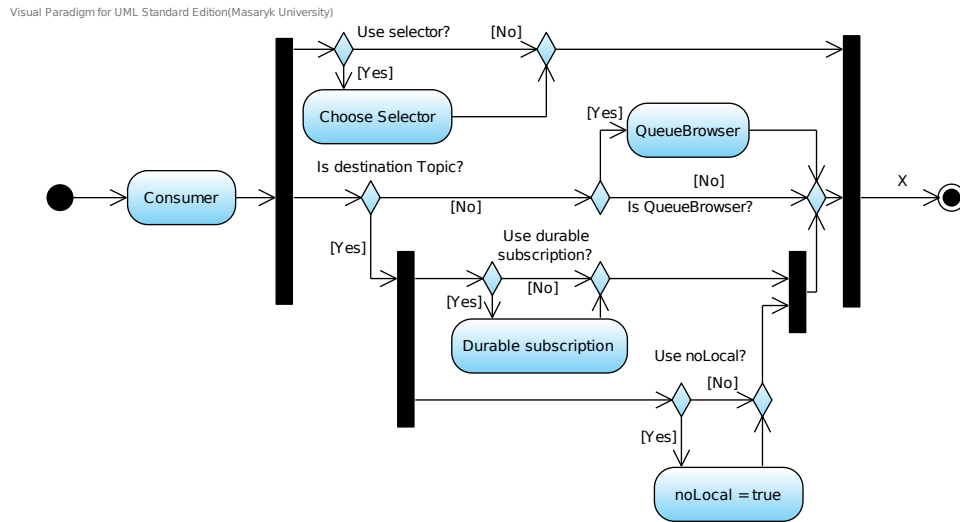 Visual Paradigm for UML Standard Edition(Masaryk University)
Use selector?
[No]
[Yes]
Choose Selector
[Yes]
QueueBrowser
Is destination Topic?
Consumer
[No]
[No]
Is QueueBrowser?
X
[Yes]
Use durable
subscription?
[Yes]
[No]
Durable subscription
Use noLocal?
[No]
[Yes]
noLocal = true